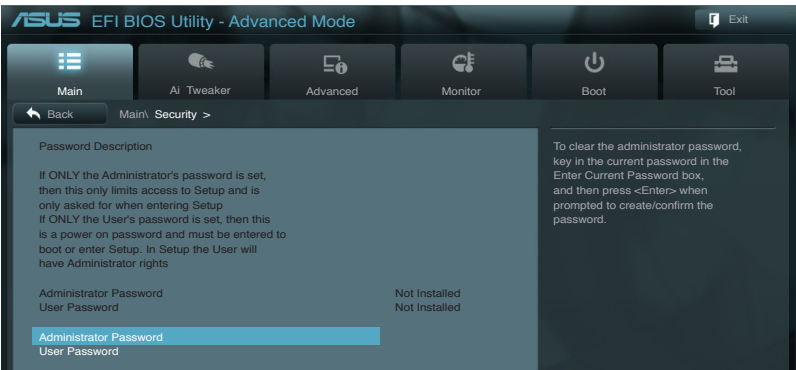 ASUS EFI BIOS Utility - Advanced Mode
Exit
Main
Ai Tweaker
Advanced
Monitor
Boot
Tool
Back
Main\ Security >
Password Description
If ONLY the Administrator's password is set,
then this only limits access to Setup and is
only asked for when entering Setup
If ONLY the User's password is set, then this
is a power on password and must be entered to
boot or enter Setup. In Setup the User will
have Administrator rights
Administrator Password Not Installed
User Password Not Installed
Administrator Password
User Password
To clear the administrator password,
key in the current password in the
Enter Current Password box,
and then press <Enter> when
prompted to create/confirm the
password.